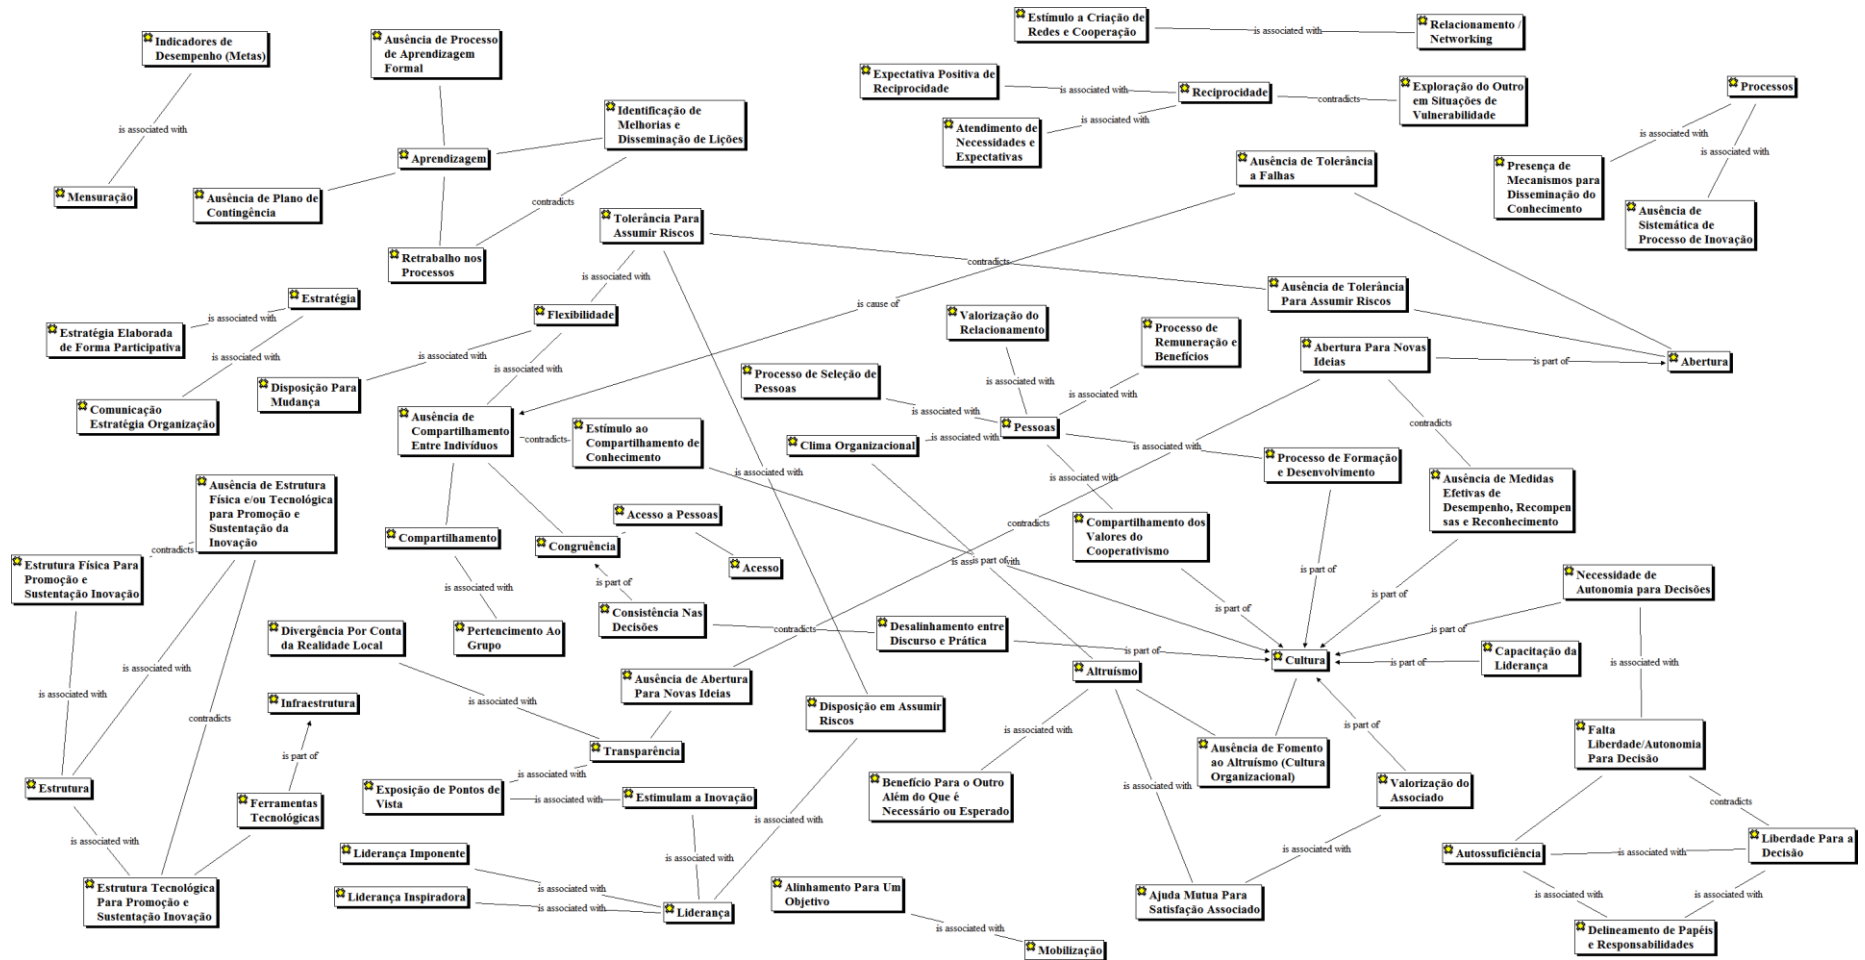 Estímulo a Criação de
Redes e Cooperação
is associated with
Relacionamento /
Networking
Indicadores de
Desempenho (Metas)
is associated with
Mensuração
Ausência de Processo
de Aprendizagem
Formal
Identificação de
Melhorias e
Disseminação de Lições
Aprendizagem
Ausência de Plano de
Contingência
contradicts
Retrabalho nos
Processos
Expectativa Positiva de
Reciprocidade
is associated with
Reciprocidade
contradicts
Exploração do Outro
em Situações de
Vulnerabilidade
is associated with
Atendimento de
Necessidades e
Expectativas
Processos
is associated with
is associated with
Presença de
Mecanismos para
Disseminação do
Conhecimento
Ausência de
Sistemática de
Processo de Inovação
Ausência de Tolerância
a Falhas
Tolerância Para
Assumir Riscos
contradicts
is associated with
is cause of
Ausência de Tolerância
Para Assumir Riscos
Estratégia
is associated with
Estratégia Elaborada
de Forma Participativa
is associated with
Comunicação
Estratégia Organização
Flexibilidade
is associated with
is associated with
Disposição Para
Mudança
Valorização do
Relacionamento
Processo de
Remuneração e
Benefícios
Abertura Para Novas
Ideias
is part of
Abertura
Processo de Seleção de
Pessoas
is associated with
is associated with
is associated with
Pessoas
Clima Organizacional
is associated with
is associated with
Processo de Formação
e Desenvolvimento
contradicts
Ausência de
Compartilhamento
Entre Indivíduos
contradicts
Estímulo ao
Compartilhamento de
Conhecimento
is associated with
is associated with
Ausência de Medidas
Efetivas de
Desempenho, Recompen
sas e Reconhecimento
Ausência de Estrutura
Física e/ou Tecnológica
para Promoção e
Sustentação da
Inovação
contradicts
Estrutura Física Para
Promoção e
Sustentação Inovação
Compartilhamento
Acesso a Pessoas
Congruência
Acesso
contradicts
Compartilhamento dos
Valores do
Cooperativismo
is part of
is part of
is part of
is part of
Necessidade de
Autonomia para Decisões
is associated with
is part of
Consistência Nas
Decisões
contradicts
Desalinhamento entre
Discurso e Prática
is part of
is part of
is part of
Cultura
is part of
Capacitação da
Liderança
Divergência Por Conta
da Realidade Local
Pertencimento Ao
Grupo
is associated with
is associated with
is associated with
contradicts
Infraestrutura
is part of
is associated with
Ausência de Abertura
Para Novas Ideias
Altruísmo
Disposição em Assumir
Riscos
is associated with
is part of
Falta
Liberdade/Autonomia
Para Decisão
Transparência
is associated with
Ausência de Fomento
ao Altruísmo (Cultura
Organizacional)
Estrutura
Ferramentas
Tecnológicas
Exposição de Pontos de
Vista
is associated with
Estimulam a Inovação
Benefício Para o Outro
Além do Que é
Necessário ou Esperado
is associated with
Valorização do
Associado
contradicts
is associated with
is associated with
is associated with
is associated with
Liberdade Para a
Decisão
Autossuficiência
is associated with
Liderança Imponente
is associated with
Estrutura Tecnológica
Para Promoção e
Sustentação Inovação
Liderança Inspiradora
is associated with
Liderança
Alinhamento Para Um
Objetivo
Ajuda Mutua Para
Satisfação Associado
is associated with
is associated with
is associated with
Mobilização
Delineamento de Papéis
e Responsabilidades